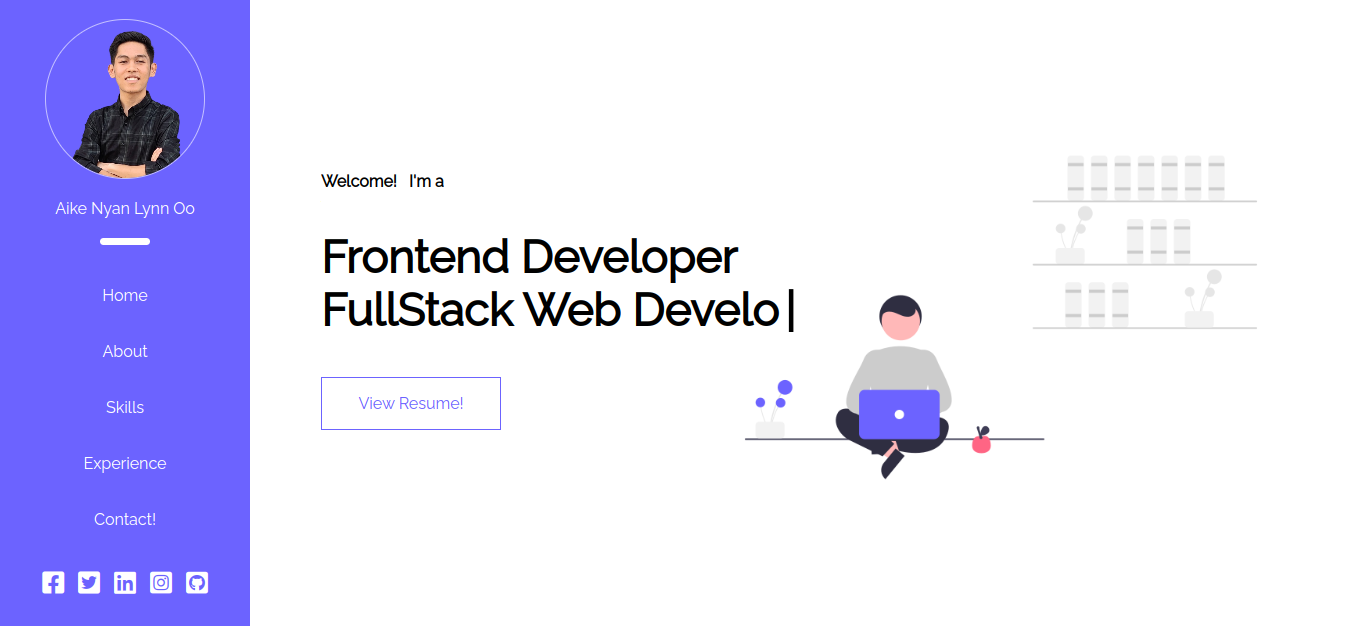 Aike Nyan Lynn Oo
Home
About
Skills
Experience
Contact!
Welcome! I'm a
Frontend Developer
FullStack Web Develo
View Resume!